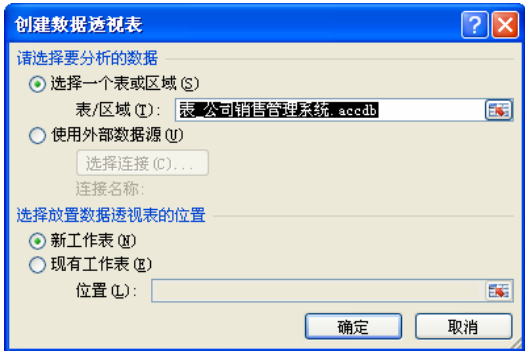 创建数据透视表
请选择要分析的数据
选择一个表或区域(S)
表/区域(T): 表_公司销售管理系统.accdb
使用外部数据源(U)
选择连接(C)...
连接名称:
选择放置数据透视表的位置
新工作表(N)
现有工作表(E)
位置(L):
确定 取消